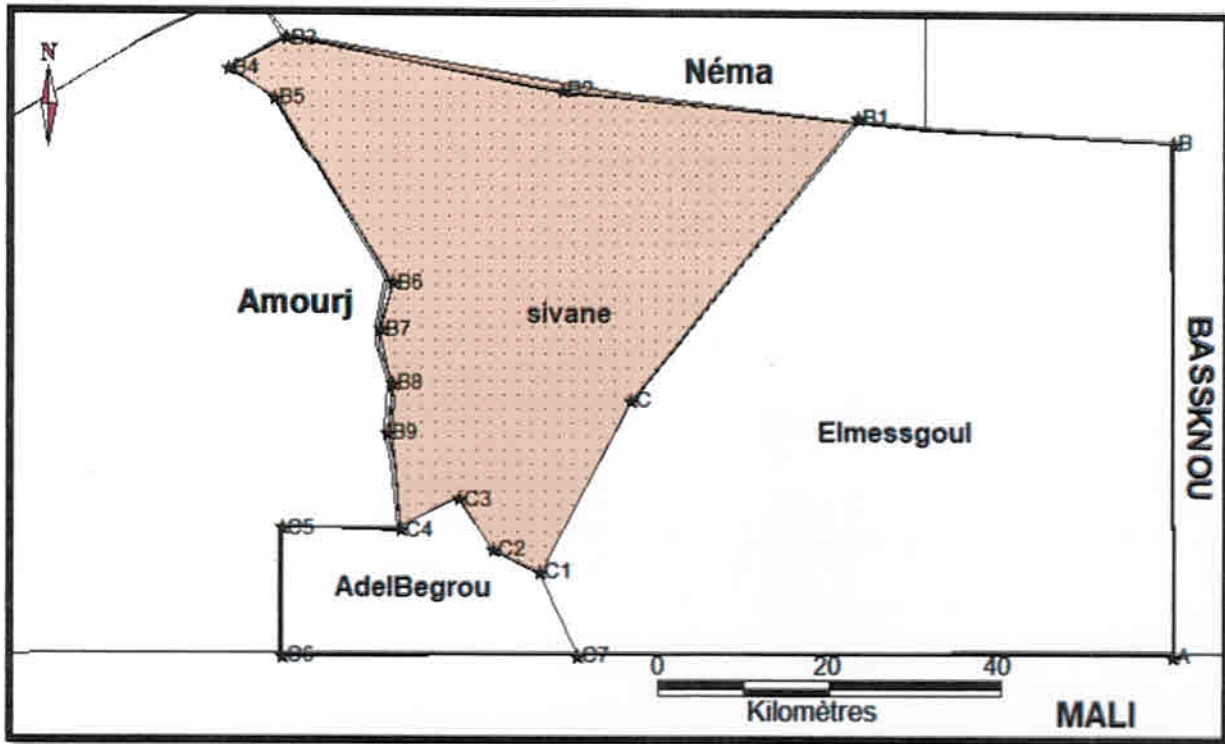 N
B3
B4
B5
B2
Néma
B1
B
B6
Amourj
sivane
B7
BASSKNOU
B8
C
B9
Elmessgoul
C3
C5
C4
C2
C1
AdelBegrou
C6
C7
0 20 40
A
Kilomètres
MALI